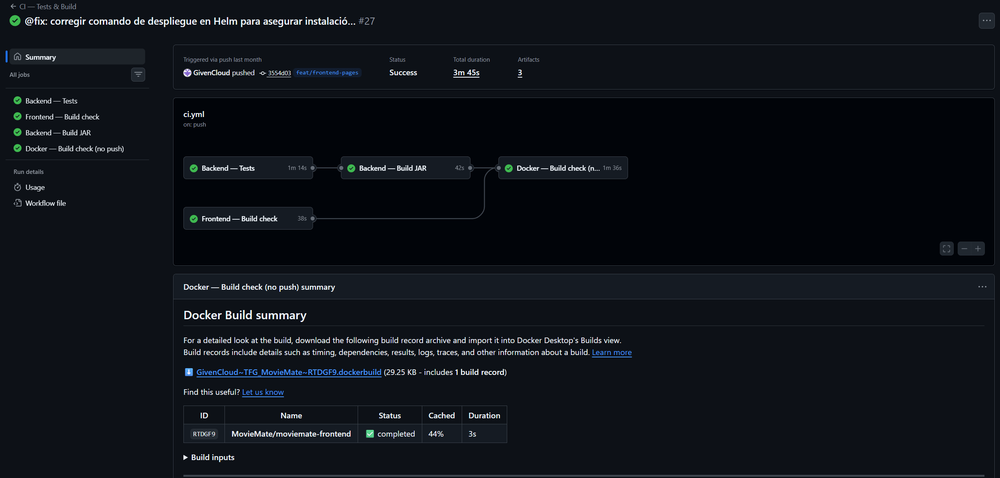 CI — Tests & Build
@fix: corregir comando de despliegue en Helm para asegurar instalació... #27
Summary
All jobs
Backend — Tests
Frontend — Build check
Backend — Build JAR
Docker — Build check (no push)
Run details
Usage
Workflow file
Triggered via push last month
GivenCloud pushed 3554d03 feat/frontend-pages
Status
Success
Total duration
3m 45s
Artifacts
3
ci.yml
on: push
Backend — Tests 1m 14s
Backend — Build JAR 42s
Docker — Build check (n... 1m 36s
Frontend — Build check 38s
Docker — Build check (no push) summary
Docker Build summary
For a detailed look at the build, download the following build record archive and import it into Docker Desktop's Builds view.
Build records include details such as timing, dependencies, results, logs, traces, and other information about a build. Learn more
GivenCloud~TFG_MovieMate~RTDGF9.dockerbuild (29.25 KB - includes 1 build record)
Find this useful? Let us know
ID Name Status Cached Duration
RTDGF9 MovieMate/moviemate-frontend completed 44% 3s
Build inputs